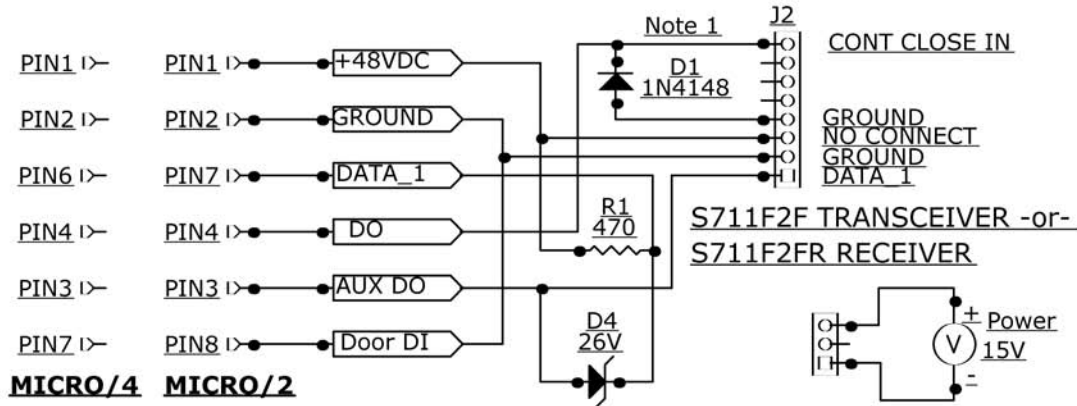 J2
Note 1
CONT CLOSE IN
PIN1 PIN1 +48VDC
D1
1N4148
PIN2 PIN2 GROUND
GROUND
NO CONNECT
GROUND
PIN6 PIN7 DATA_1
DATA_1
R1
470
S711F2F TRANSCEIVER -or-
S711F2FR RECEIVER
PIN4 PIN4 DO
PIN3 PIN3 AUX DO
D4
26V
+ Power
V
15V
-
PIN7 PIN8 Door DI
MICRO/4 MICRO/2